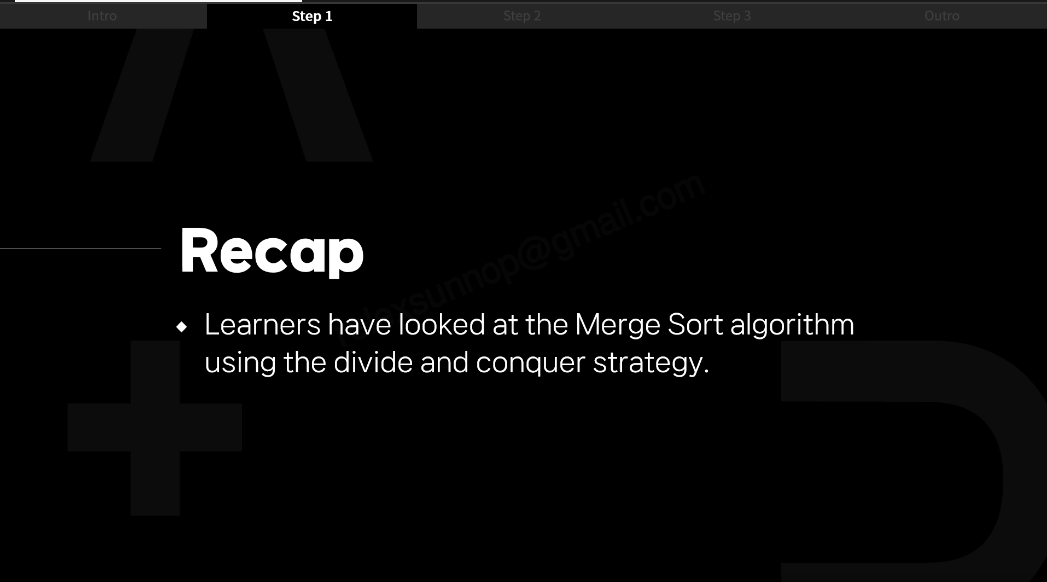 Intro
Step 1
Step 2
Step 3
Outro
Recap
Learners have looked at the Merge Sort algorithm
using the divide and conquer strategy.